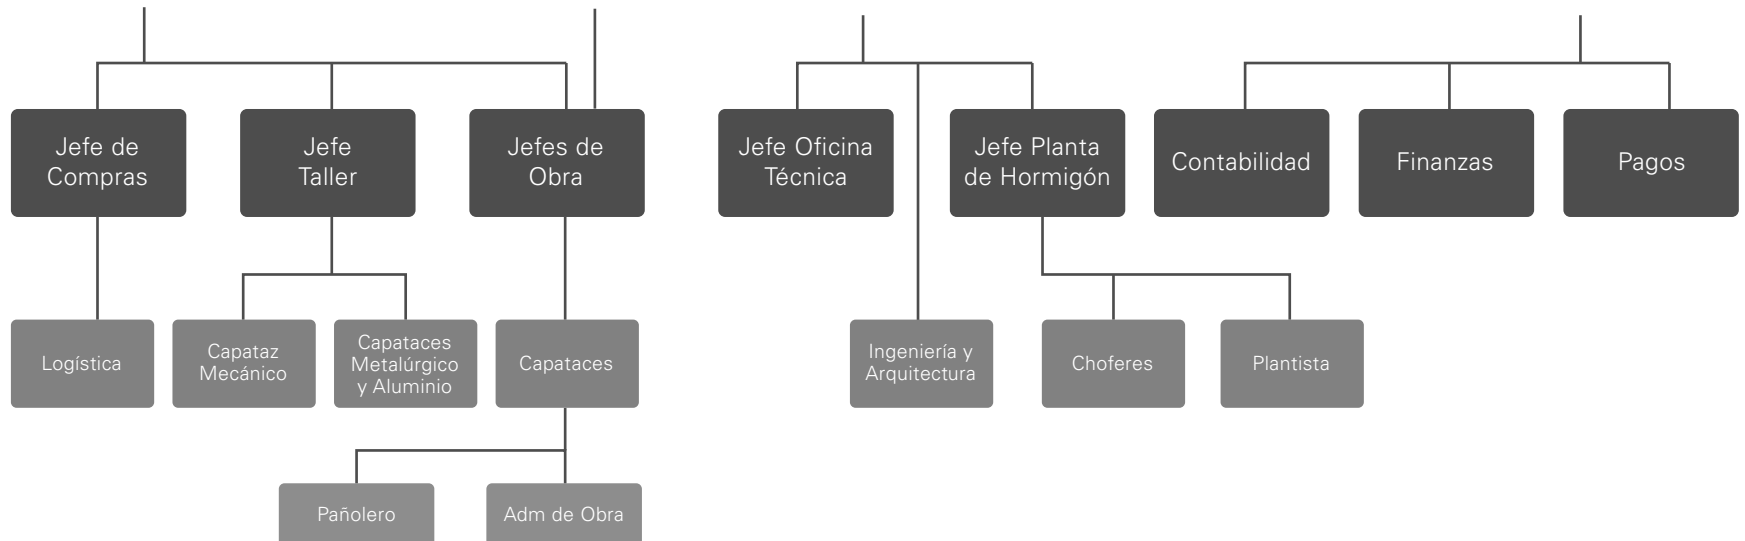 Jefe de
Compras
Jefe
Taller
Jefes de
Obra
Jefe Oficina
Técnica
Jefe Planta
de Hormigón
Contabilidad
Finanzas
Pagos
Logística
Capataz
Mecánico
Capataces
Metalúrgico
y Aluminio
Capataces
Ingeniería y
Arquitectura
Choferes
Plantista
Pañolero
Adm de Obra